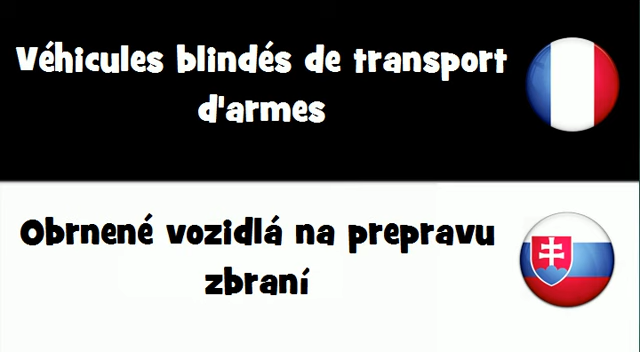 Véhicules blindés de transport
d'armes
Obrnené vozidlá na prepravu
zbraní